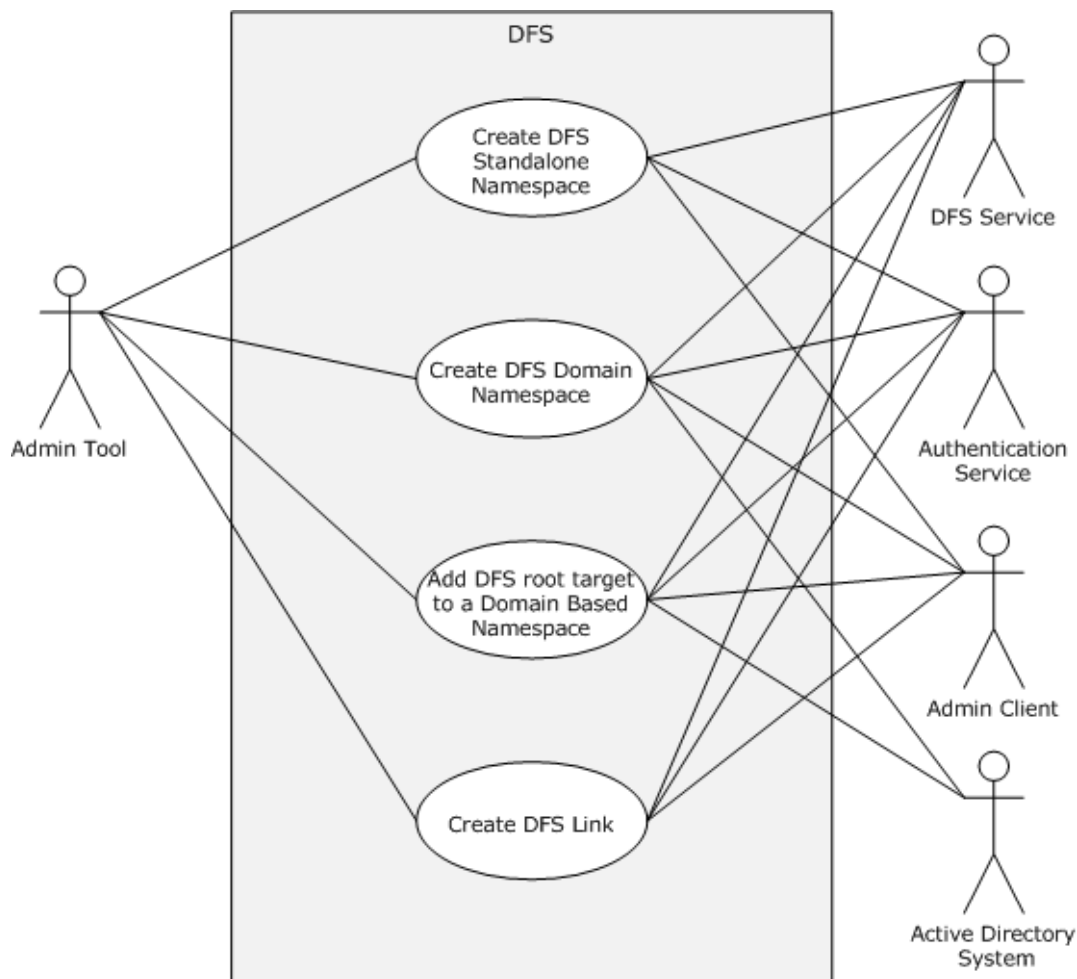 DFS
Create DFS
Standalone
Namespace
DFS Service
Admin Tool
Create DFS Domain
Namespace
Authentication
Service
Add DFS root target
to a Domain Based
Namespace
Admin Client
Create DFS Link
Active Directory
System